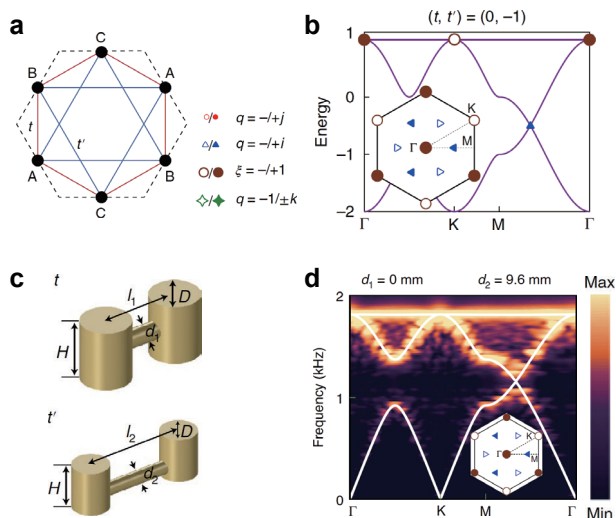 a
C
B
A
t
t′
A
B
C
○/● q = −/+j
△/▲ q = −/+i
○/● ξ = −/+1
✧/✦ q = −1/±k
b
(t, t′) = (0, −1)
Energy
1
0
−1
−2
K
Γ
M
Γ
K
M
Γ
c
t
l1
D
H
d1
t′
l2
D
H
d2
d
d1 = 0 mm
d2 = 9.6 mm
Max
Min
Frequency (kHz)
2
1
0
K
Γ
M
Γ
K
M
Γ